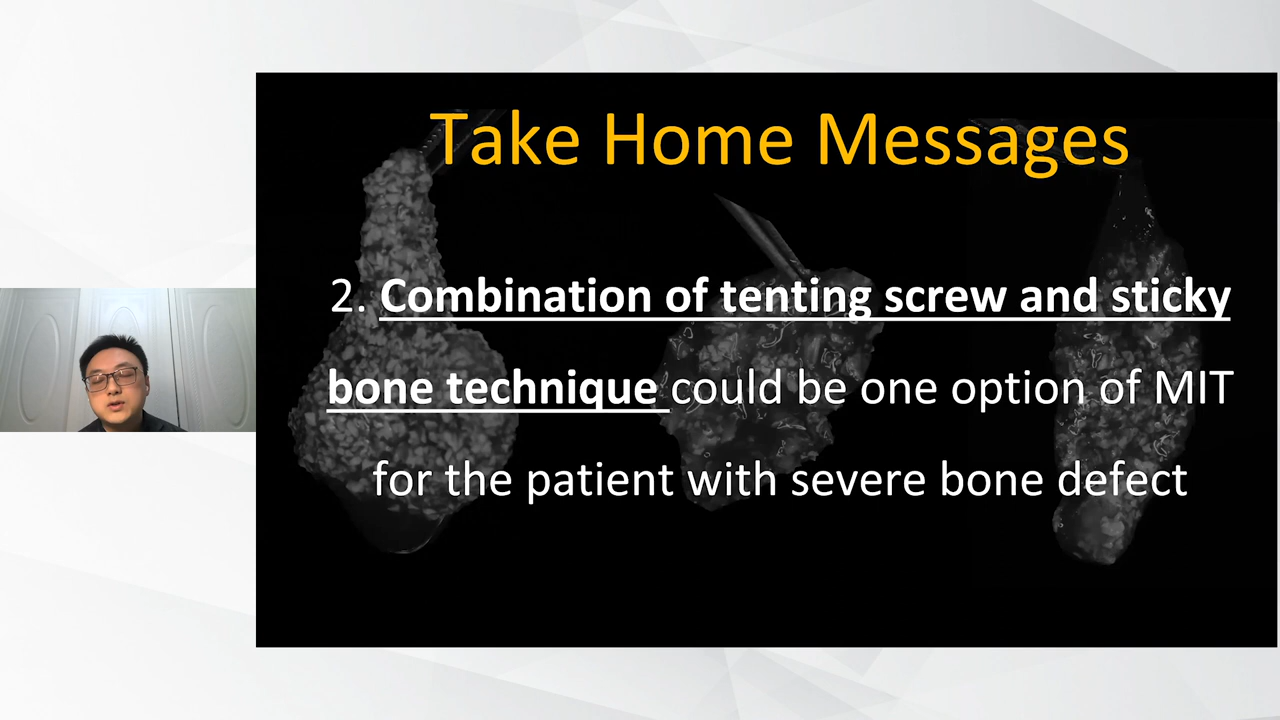 Take Home Messages
2. Combination of tenting screw and sticky
bone technique could be one option of MIT
for the patient with severe bone defect